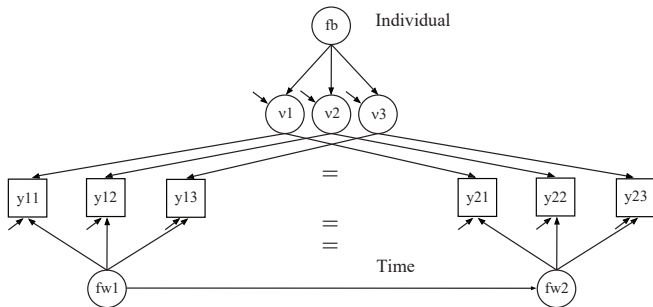 fb Individual
v1 v2 v3
=
y11 y12 y13 y21 y22 y23
=
=
Time
fw1 fw2